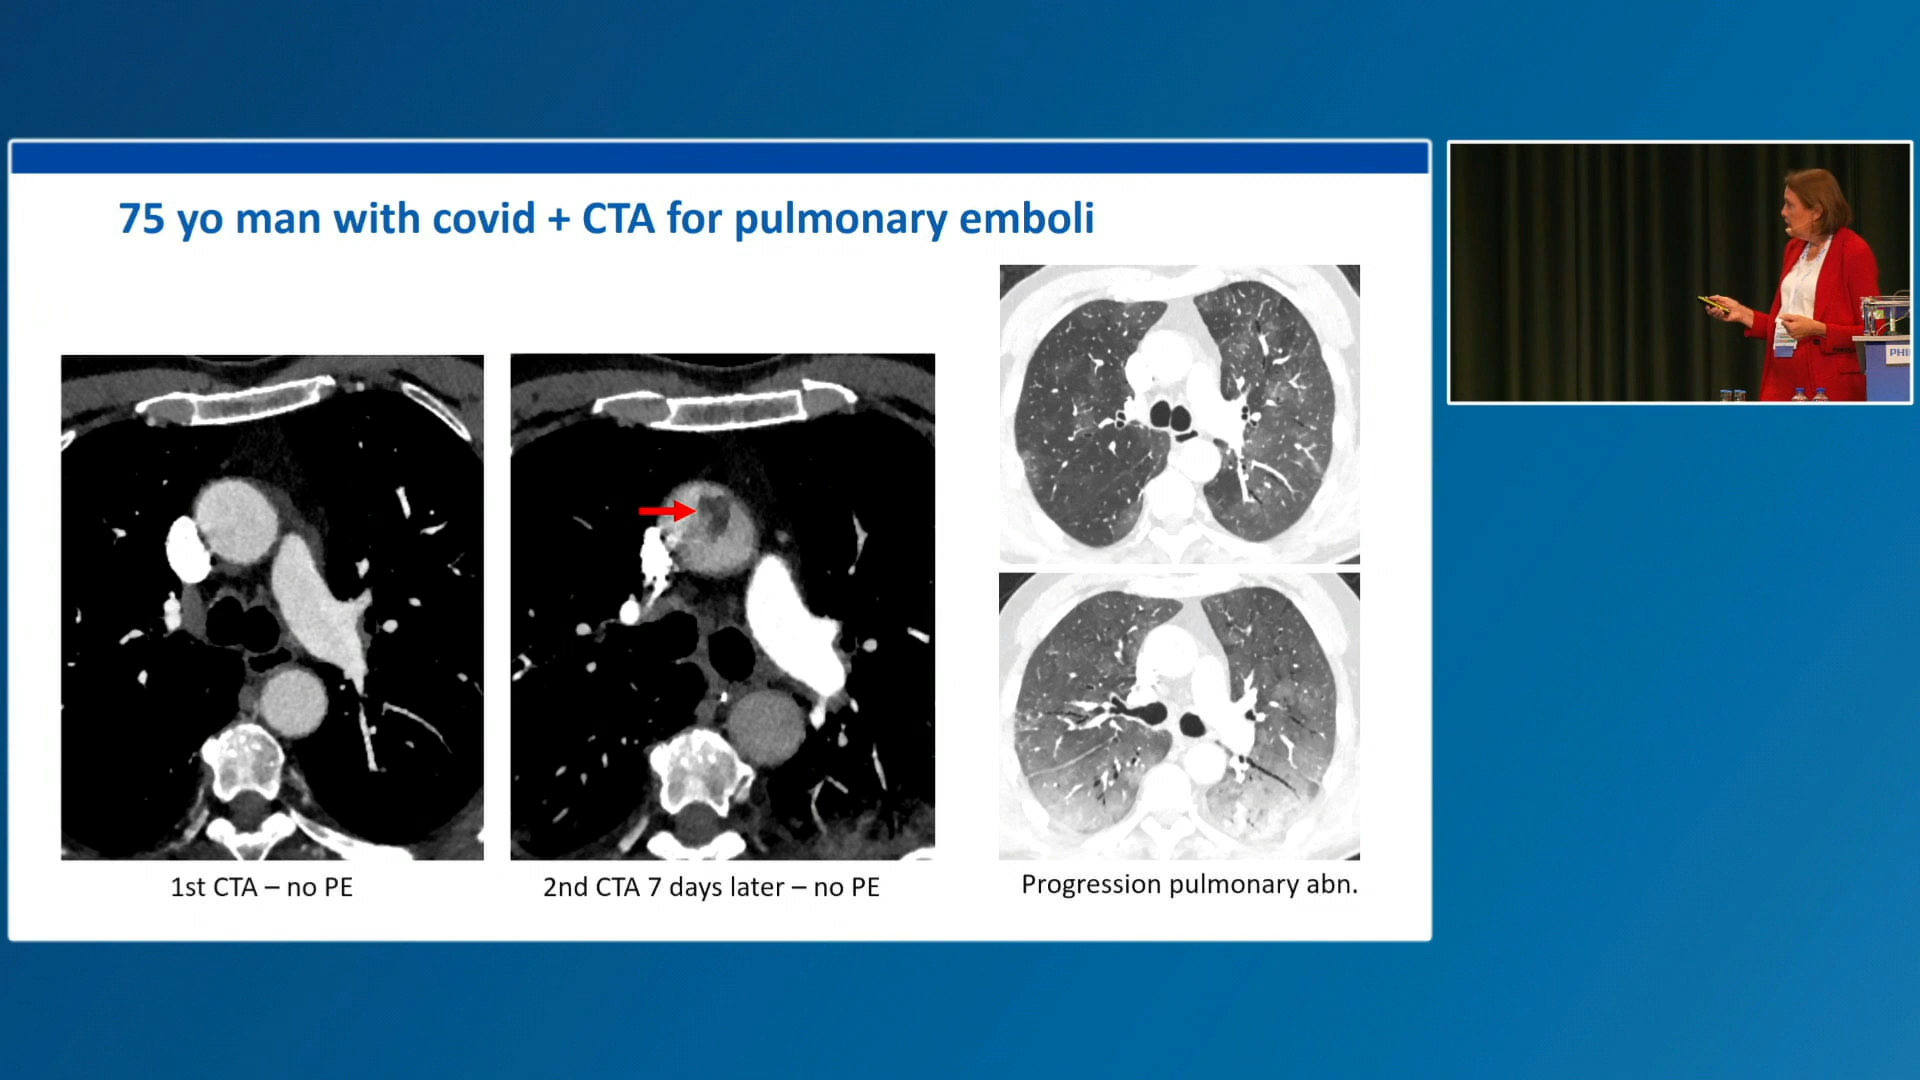 75 yo man with covid + CTA for pulmonary emboli
1st CTA – no PE
2nd CTA 7 days later – no PE
Progression pulmonary abn.
PHI